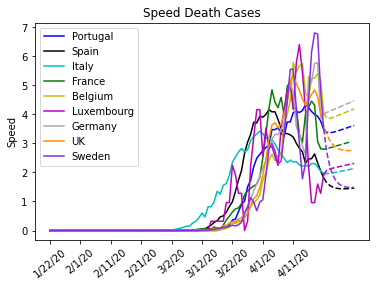 Speed Death Cases
7
6
5
4
3
2
1
0
Speed
Portugal
Spain
Italy
France
Belgium
Luxembourg
Germany
UK
Sweden
1/22/20
2/1/20
2/11/20
2/21/20
3/2/20
3/12/20
3/22/20
4/1/20
4/11/20